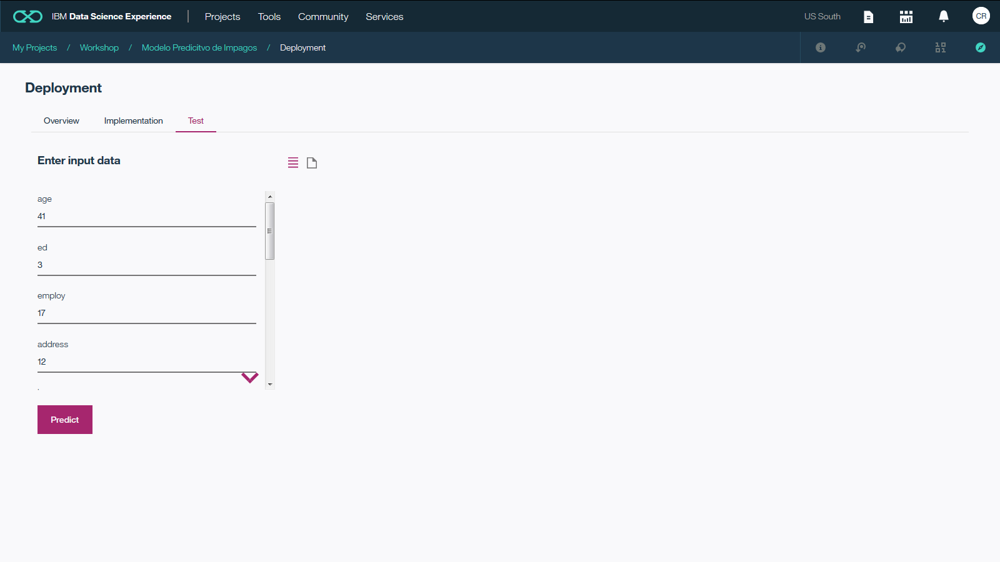 IBM Data Science Experience
Projects
Tools
Community
Services
US South
CR
My Projects / Workshop / Modelo Predicitvo de Impagos / Deployment
Deployment
Overview
Implementation
Test
Enter input data
age
41
ed
3
employ
17
address
12
Predict